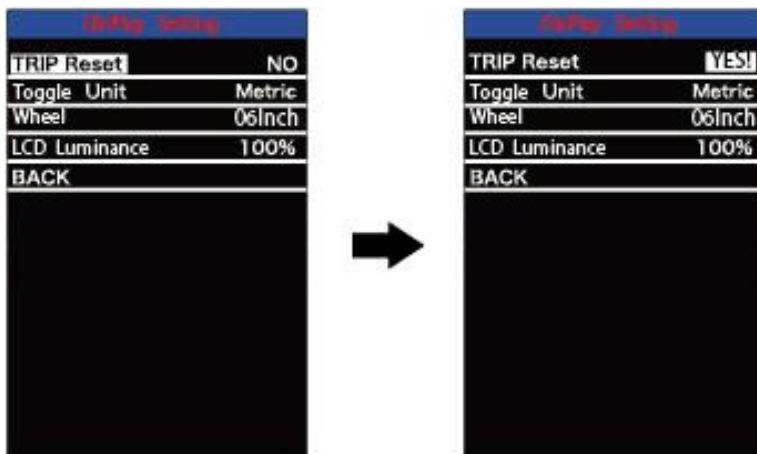 TRIP Reset NO
Toggle Unit Metric
Wheel 06Inch
LCD Luminance 100%
BACK
TRIP Reset YES!
Toggle Unit Metric
Wheel 06Inch
LCD Luminance 100%
BACK